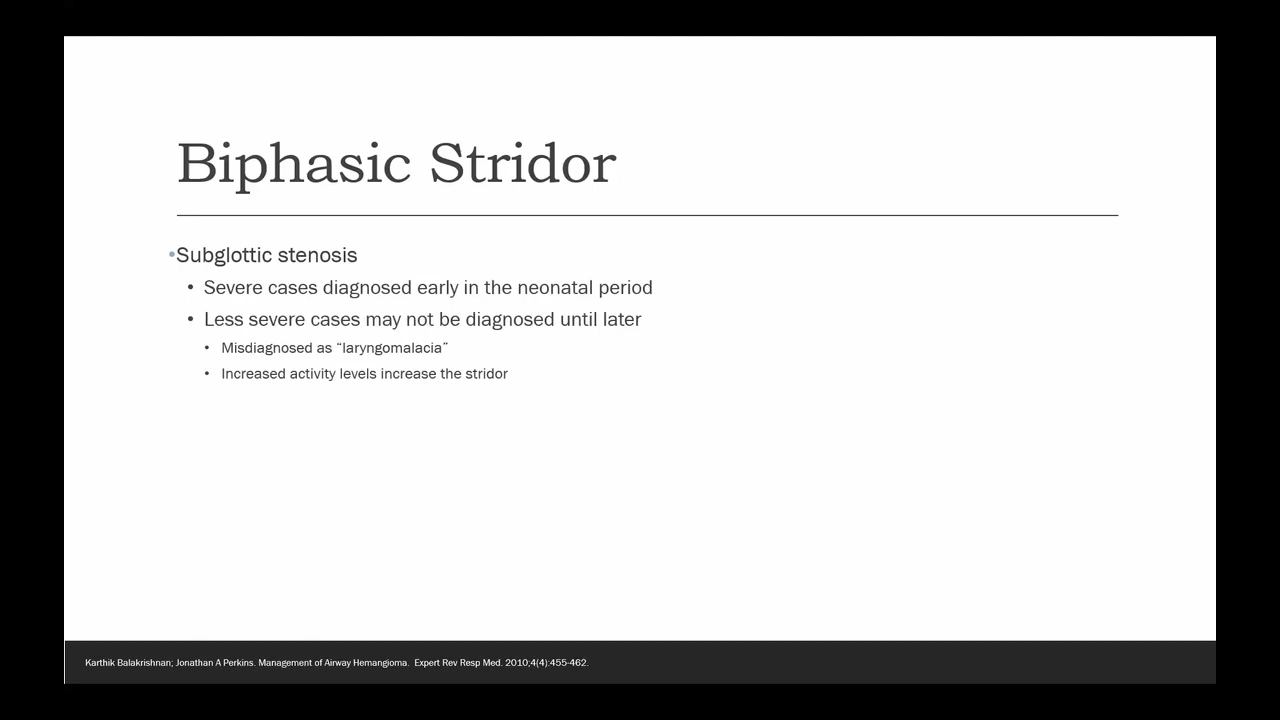 Biphasic Stridor
•Subglottic stenosis
• Severe cases diagnosed early in the neonatal period
• Less severe cases may not be diagnosed until later
• Misdiagnosed as “laryngomalacia”
• Increased activity levels increase the stridor
Karthik Balakrishnan; Jonathan A Perkins. Management of Airway Hemangioma. Expert Rev Resp Med. 2010;4(4):455-462.